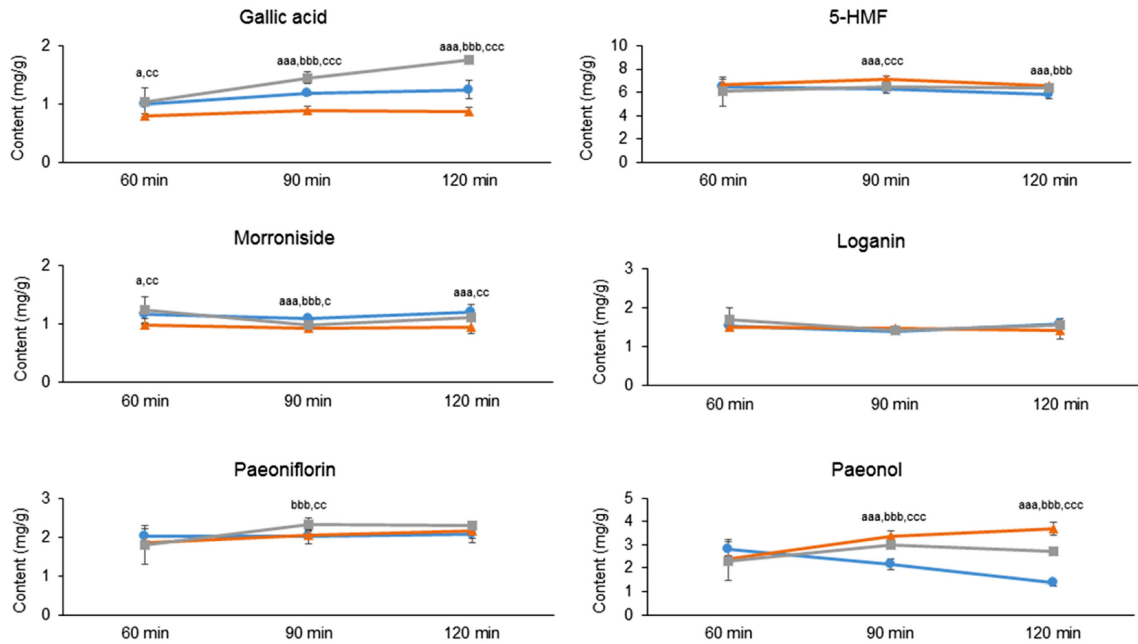 Gallic acid
Content (mg/g)
2
1
0
a,cc
aaa,bbb,ccc
aaa,bbb,ccc
60 min
90 min
120 min
5-HMF
Content (mg/g)
10
8
6
4
2
0
aaa,ccc
aaa,bbb
60 min
90 min
120 min
Morroniside
Content (mg/g)
2
1
0
a,cc
aaa,bbb,c
aaa,cc
60 min
90 min
120 min
Loganin
Content (mg/g)
3
2
1
0
60 min
90 min
120 min
Paeoniflorin
Content (mg/g)
3
2
1
0
bbb,cc
60 min
90 min
120 min
Paeonol
Content (mg/g)
5
4
3
2
1
0
aaa,bbb,ccc
aaa,bbb,ccc
60 min
90 min
120 min